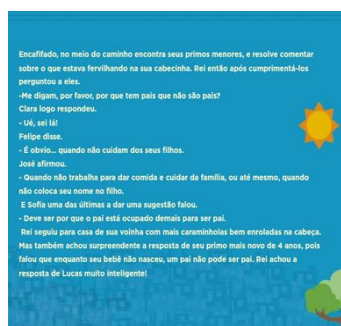 Encafifado, no meio do caminho encontra seus primos menores, e resolve comentar
sobre o que estava fervilhando na sua cabecinha. Rei então após cumprimentá-los
perguntou a eles.
-Me digam, por favor, por que tem pais que não são pais?
Clara logo respondeu.
- Ué, sei lá!
Felipe disse.
- É obvio... quando não cuidam dos seus filhos.
José afirmou.
- Quando não trabalha para dar comida e cuidar da família, ou até mesmo, quando
não coloca seu nome no filho.
E Sofia uma das últimas a dar uma sugestão falou.
- Deve ser por que o pai está ocupado demais para ser pai.
Rei seguiu para casa de sua voinha com mais caraminholas bem enroladas na cabeça.
Mas também achou surpreendente a resposta de seu primo mais novo de 4 anos, pois
falou que enquanto seu bebê não nasceu, um pai não pode ser pai. Rei achou a
resposta de Lucas muito inteligente!